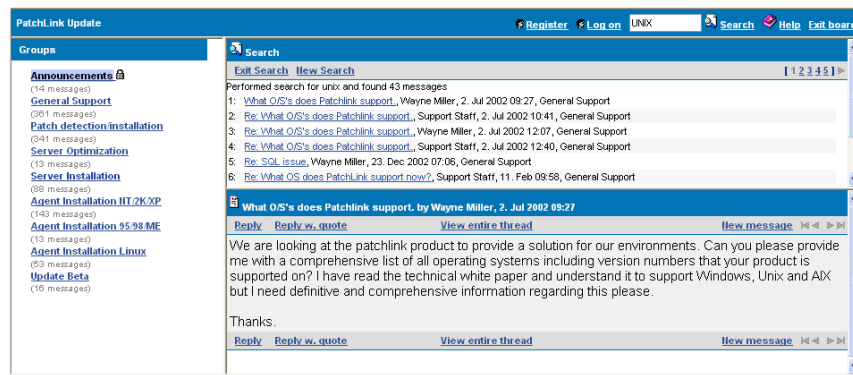 PatchLink Update
Register Log on UNIX Search Help Exit boar
Groups
Announcements
(14 messages)
General Support
(361 messages)
Patch detection/installation
(341 messages)
Server Optimization
(13 messages)
Server Installation
(88 messages)
Agent Installation NT/2K/XP
(143 messages)
Agent Installation 95/98/ME
(13 messages)
Agent Installation Linux
(53 messages)
Update Beta
(16 messages)
Search
Exit Search New Search [ 1 2 3 4 5 ]
Performed search for unix and found 43 messages
1: What O/S's does Patchlink support., Wayne Miller, 2. Jul 2002 09:27, General Support
2: Re: What O/S's does Patchlink support., Support Staff, 2. Jul 2002 10:41, General Support
3: Re: What O/S's does Patchlink support., Wayne Miller, 2. Jul 2002 12:07, General Support
4: Re: What O/S's does Patchlink support., Support Staff, 2. Jul 2002 12:40, General Support
5: Re: SQL issue, Wayne Miller, 23. Dec 2002 07:06, General Support
6: Re: What OS does PatchLink support now?, Support Staff, 11. Feb 09:58, General Support
What O/S's does Patchlink support. by Wayne Miller, 2. Jul 2002 09:27
Reply Reply w. quote View entire thread New message
We are looking at the patchlink product to provide a solution for our environments. Can you please provide
me with a comprehensive list of all operating systems including version numbers that your product is
supported on? I have read the technical white paper and understand it to support Windows, Unix and AIX
but I need definitive and comprehensive information regarding this please.
Thanks.
Reply Reply w. quote View entire thread New message